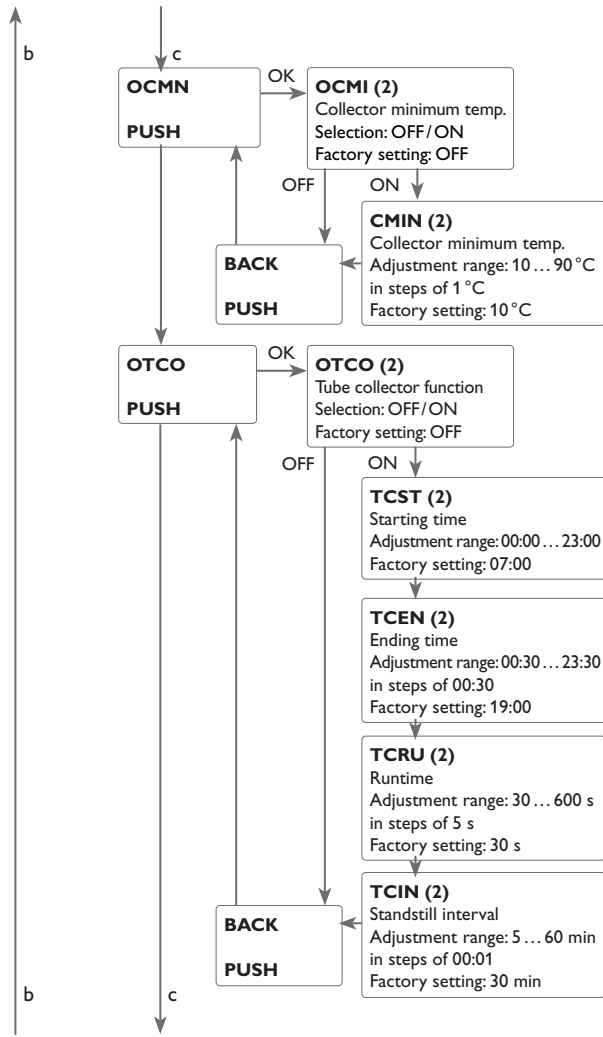 b
c
OCMN
PUSH
OK
OCMI (2)
Collector minimum temp.
Selection: OFF/ON
Factory setting: OFF
OFF
ON
CMIN (2)
Collector minimum temp.
Adjustment range: 10 … 90 °C
in steps of 1 °C
Factory setting: 10 °C
BACK
PUSH
OTCO
PUSH
OK
OTCO (2)
Tube collector function
Selection: OFF/ON
Factory setting: OFF
OFF
ON
TCST (2)
Starting time
Adjustment range: 00:00 … 23:00
Factory setting: 07:00
TCEN (2)
Ending time
Adjustment range: 00:30 … 23:30
in steps of 00:30
Factory setting: 19:00
TCRU (2)
Runtime
Adjustment range: 30 … 600 s
in steps of 5 s
Factory setting: 30 s
TCIN (2)
Standstill interval
Adjustment range: 5 … 60 min
in steps of 00:01
Factory setting: 30 min
BACK
PUSH
b
c